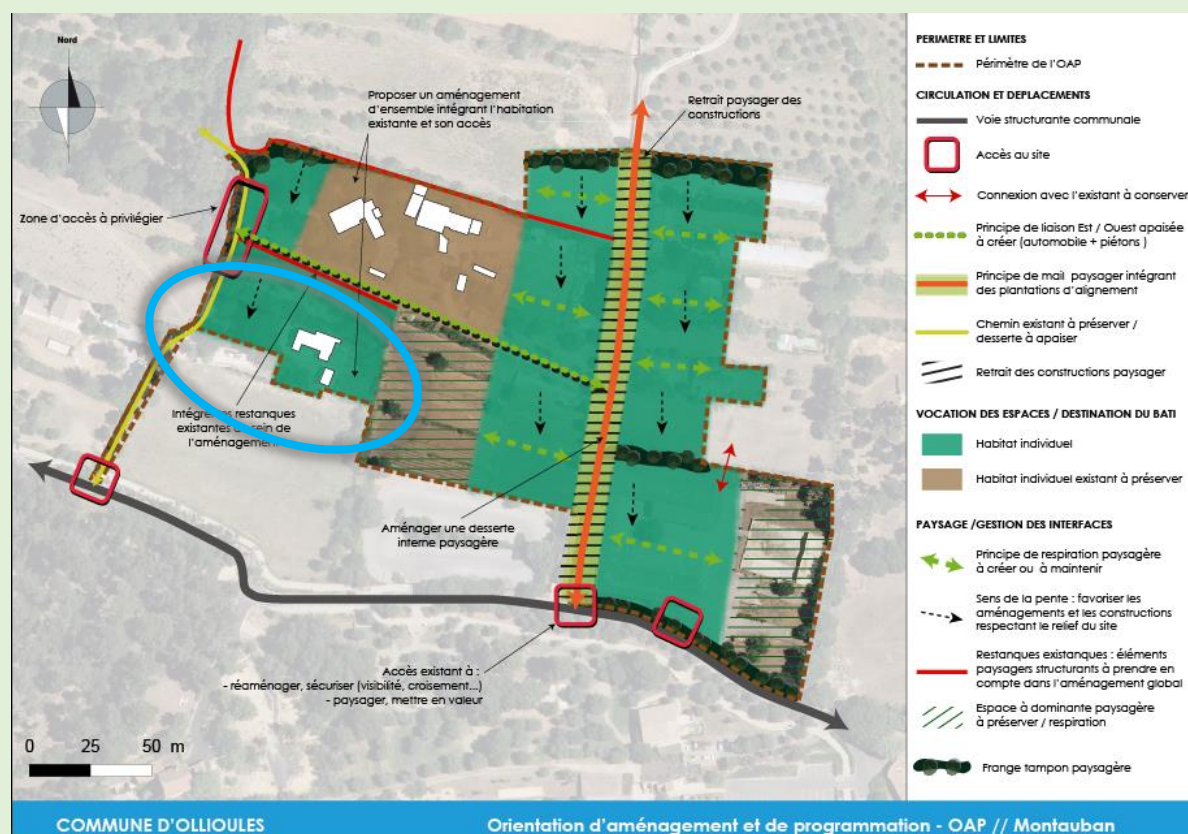 Nord
Proposer un aménagement
d'ensemble intégrant l'habitation
existante et son accès
Retrait paysager des
constructions
Zone d'accès à privilégier
Intégrer les restanques
existantes au sein de
l'aménagement
Aménager une desserte
interne paysagère
Accès existant à :
- réaménager, sécuriser (visibilité, croisement...)
- paysager, mettre en valeur
0 25 50 m
PERIMETRE ET LIMITES
Périmètre de l'OAP
CIRCULATION ET DEPLACEMENTS
Voie structurante communale
Accès au site
Connexion avec l'existant à conserver
Principe de liaison Est / Ouest apaisée
à créer (automobile + piétons )
Principe de mail paysager intégrant
des plantations d'alignement
Chemin existant à préserver /
desserte à apaiser
Retrait des constructions paysager
VOCATION DES ESPACES / DESTINATION DU BATI
Habitat individuel
Habitat individuel existant à préserver
PAYSAGE /GESTION DES INTERFACES
Principe de respiration paysagère
à créer ou à maintenir
Sens de la pente : favoriser les
aménagements et les constructions
respectant le relief du site
Restanques existanques : éléments
paysagers structurants à prendre en
compte dans l'aménagement global
Espace à dominante paysagère
à préserver / respiration
Frange tampon paysagère
COMMUNE D'OLLIOULES
Orientation d'aménagement et de programmation - OAP // Montauban